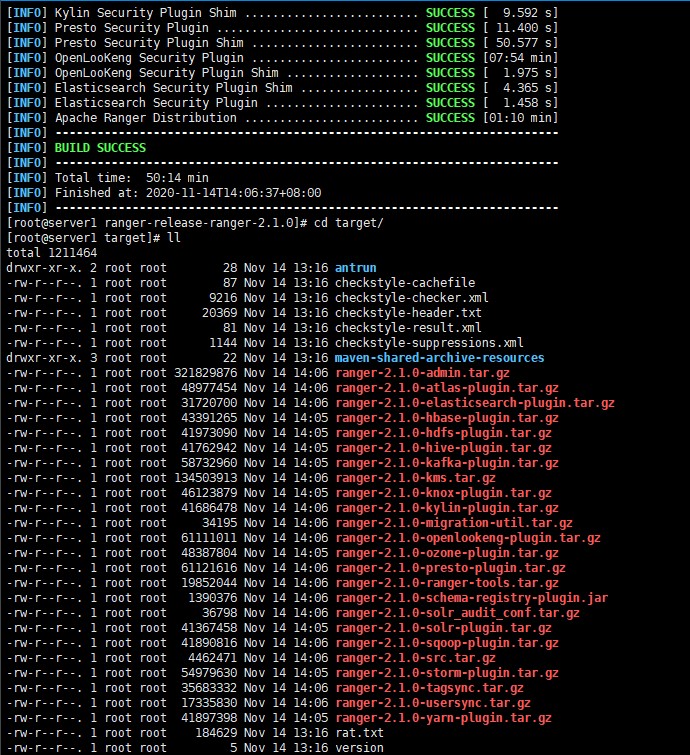 [INFO] Kylin Security Plugin Shim ......................... SUCCESS [  9.592 s]
[INFO] Presto Security Plugin ............................. SUCCESS [ 11.400 s]
[INFO] Presto Security Plugin Shim ........................ SUCCESS [ 50.577 s]
[INFO] OpenLooKeng Security Plugin ........................ SUCCESS [07:54 min]
[INFO] OpenLooKeng Security Plugin Shim ................... SUCCESS [  1.975 s]
[INFO] Elasticsearch Security Plugin Shim ................. SUCCESS [  4.365 s]
[INFO] Elasticsearch Security Plugin ...................... SUCCESS [  1.458 s]
[INFO] Apache Ranger Distribution ......................... SUCCESS [01:10 min]
[INFO] ------------------------------------------------------------------------
[INFO] BUILD SUCCESS
[INFO] ------------------------------------------------------------------------
[INFO] Total time:  50:14 min
[INFO] Finished at: 2020-11-14T14:06:37+08:00
[INFO] ------------------------------------------------------------------------
[root@server1 ranger-release-ranger-2.1.0]# cd target/
[root@server1 target]# ll
total 1211464
drwxr-xr-x. 2 root root        28 Nov 14 13:16 antrun
-rw-r--r--. 1 root root        87 Nov 14 13:16 checkstyle-cachefile
-rw-r--r--. 1 root root      9216 Nov 14 13:16 checkstyle-checker.xml
-rw-r--r--. 1 root root     20369 Nov 14 13:16 checkstyle-header.txt
-rw-r--r--. 1 root root        81 Nov 14 13:16 checkstyle-result.xml
-rw-r--r--. 1 root root      1144 Nov 14 13:16 checkstyle-suppressions.xml
drwxr-xr-x. 3 root root        22 Nov 14 13:16 maven-shared-archive-resources
-rw-r--r--. 1 root root 321829876 Nov 14 14:06 ranger-2.1.0-admin.tar.gz
-rw-r--r--. 1 root root  48977454 Nov 14 14:06 ranger-2.1.0-atlas-plugin.tar.gz
-rw-r--r--. 1 root root  31720700 Nov 14 14:06 ranger-2.1.0-elasticsearch-plugin.tar.gz
-rw-r--r--. 1 root root  43391265 Nov 14 14:05 ranger-2.1.0-hbase-plugin.tar.gz
-rw-r--r--. 1 root root  41973090 Nov 14 14:05 ranger-2.1.0-hdfs-plugin.tar.gz
-rw-r--r--. 1 root root  41762942 Nov 14 14:05 ranger-2.1.0-hive-plugin.tar.gz
-rw-r--r--. 1 root root  58732960 Nov 14 14:05 ranger-2.1.0-kafka-plugin.tar.gz
-rw-r--r--. 1 root root 134503913 Nov 14 14:06 ranger-2.1.0-kms.tar.gz
-rw-r--r--. 1 root root  46123879 Nov 14 14:05 ranger-2.1.0-knox-plugin.tar.gz
-rw-r--r--. 1 root root  41686478 Nov 14 14:06 ranger-2.1.0-kylin-plugin.tar.gz
-rw-r--r--. 1 root root     34195 Nov 14 14:06 ranger-2.1.0-migration-util.tar.gz
-rw-r--r--. 1 root root  61111011 Nov 14 14:06 ranger-2.1.0-openlookeng-plugin.tar.gz
-rw-r--r--. 1 root root  48387804 Nov 14 14:05 ranger-2.1.0-ozone-plugin.tar.gz
-rw-r--r--. 1 root root  61121616 Nov 14 14:06 ranger-2.1.0-presto-plugin.tar.gz
-rw-r--r--. 1 root root  19852044 Nov 14 14:06 ranger-2.1.0-ranger-tools.tar.gz
-rw-r--r--. 1 root root   1390376 Nov 14 14:06 ranger-2.1.0-schema-registry-plugin.jar
-rw-r--r--. 1 root root     36798 Nov 14 14:06 ranger-2.1.0-solr_audit_conf.tar.gz
-rw-r--r--. 1 root root  41367458 Nov 14 14:05 ranger-2.1.0-solr-plugin.tar.gz
-rw-r--r--. 1 root root  41890816 Nov 14 14:06 ranger-2.1.0-sqoop-plugin.tar.gz
-rw-r--r--. 1 root root   4462471 Nov 14 14:06 ranger-2.1.0-src.tar.gz
-rw-r--r--. 1 root root  54979630 Nov 14 14:05 ranger-2.1.0-storm-plugin.tar.gz
-rw-r--r--. 1 root root  35683332 Nov 14 14:06 ranger-2.1.0-tagsync.tar.gz
-rw-r--r--. 1 root root  17335830 Nov 14 14:06 ranger-2.1.0-usersync.tar.gz
-rw-r--r--. 1 root root  41897398 Nov 14 14:05 ranger-2.1.0-yarn-plugin.tar.gz
-rw-r--r--. 1 root root    184629 Nov 14 13:16 rat.txt
-rw-r--r--. 1 root root         5 Nov 14 13:16 version